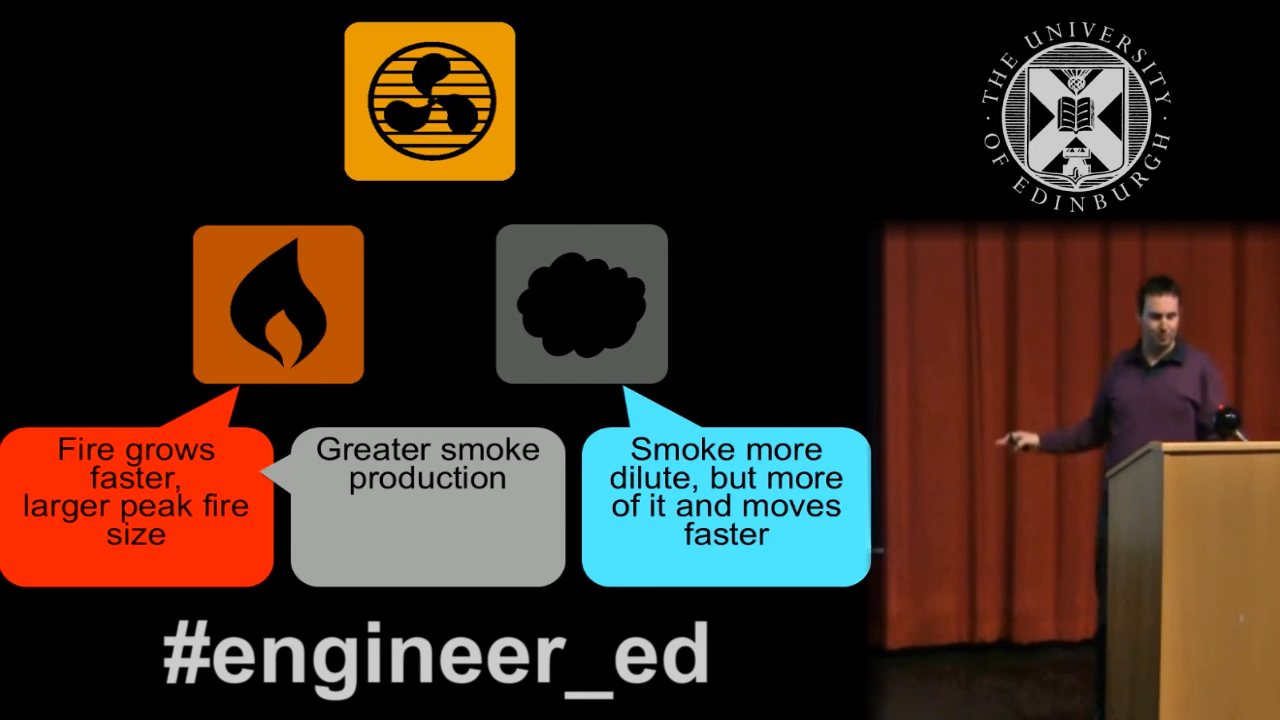 THE UNIVERSITY
OF EDINBURGH
Fire grows
faster,
larger peak fire
size
Greater smoke
production
Smoke more
dilute, but more
of it and moves
faster
#engineer_ed